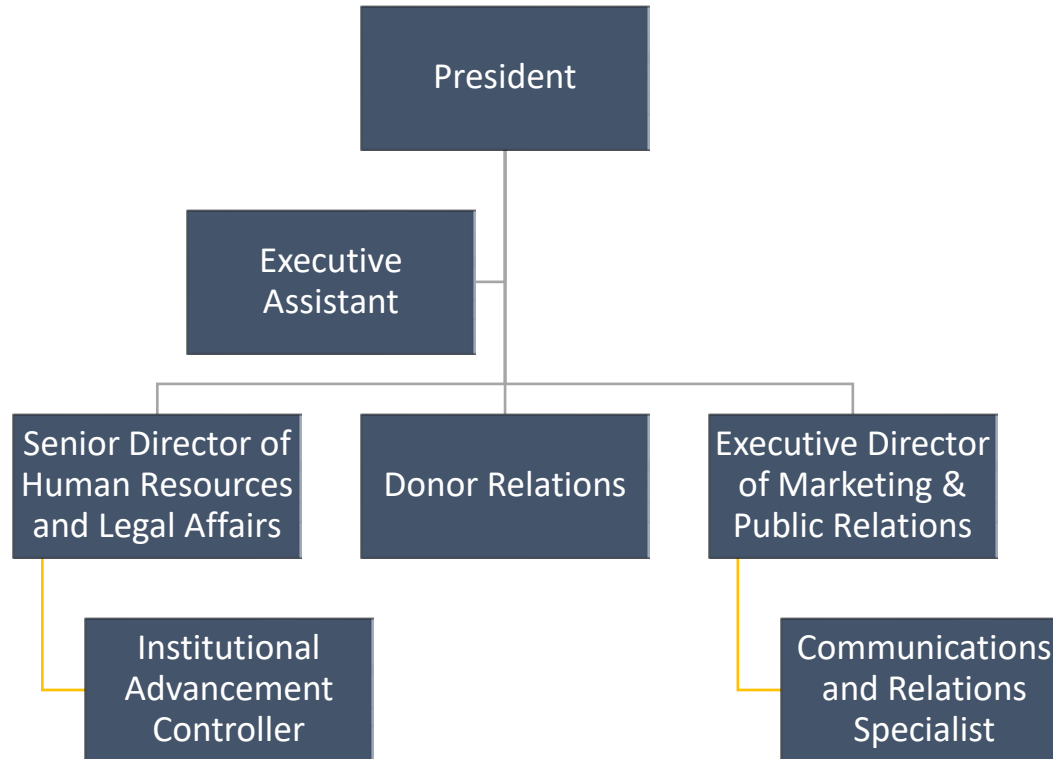 President
Executive
Assistant
Senior Director of
Human Resources
and Legal Affairs
Donor Relations
Executive Director
of Marketing &
Public Relations
Institutional
Advancement
Controller
Communications
and Relations
Specialist